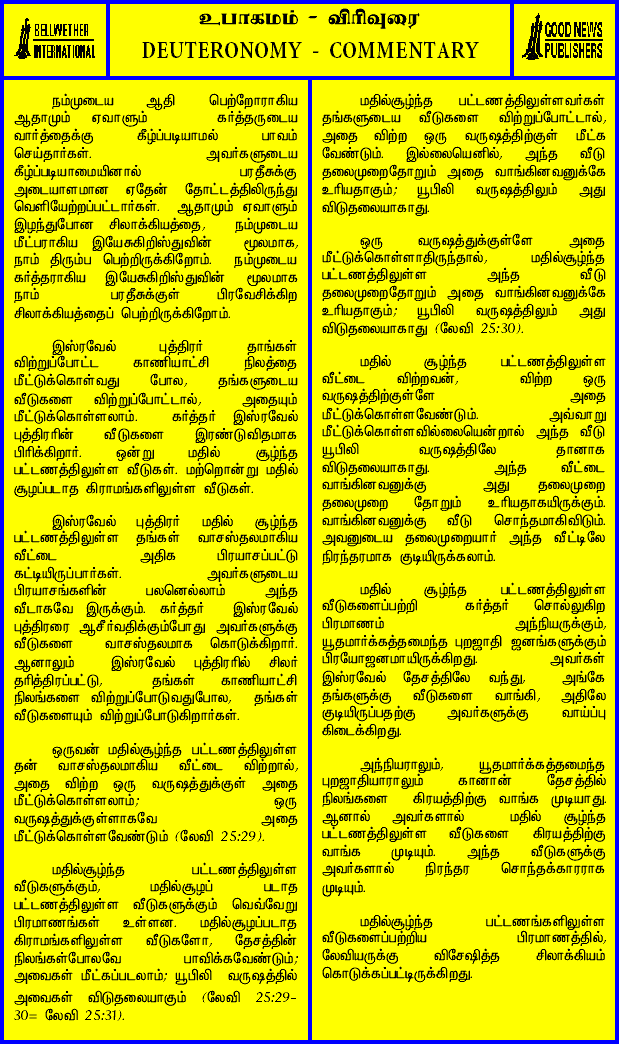 BELLWETHER
INTERNATIONAL
உபாகமம் - விரிவுரை
DEUTERONOMY - COMMENTARY
GOOD NEWS
PUBLISHERS
நம்முடைய ஆதி பெற்றோராகிய
ஆதாமும் ஏவாளும் கர்த்தருடைய
வார்த்தைக்கு கீழ்ப்படியாமல் பாவம்
செய்தார்கள். அவர்களுடைய
கீழ்ப்படியாமையினால் பரதீசுக்கு
அடையாளமான ஏதேன் தோட்டத்திலிருந்து
வெளியேற்றப்பட்டார்கள். ஆதாமும் ஏவாளும்
இழந்துபோன சிலாக்கியத்தை, நம்முடைய
மீட்பராகிய இயேசுகிறிஸ்துவின் மூலமாக,
நாம் திரும்ப பெற்றிருக்கிறோம். நம்முடைய
கர்த்தராகிய இயேசுகிறிஸ்துவின் மூலமாக
நாம் பரதீசுக்குள் பிரவேசிக்கிற
சிலாக்கியத்தைப் பெற்றிருக்கிறோம்.
இஸ்ரவேல் புத்திரர் தாங்கள்
விற்றுப்போட்ட காணியாட்சி நிலத்தை
மீட்டுக்கொள்வது போல, தங்களுடைய
வீடுகளை விற்றுப்போட்டால், அதையும்
மீட்டுக்கொள்ளலாம். கர்த்தர் இஸ்ரவேல்
புத்திரரின் வீடுகளை இரண்டுவிதமாக
பிரிக்கிறார். ஒன்று மதில் சூழ்ந்த
பட்டணத்திலுள்ள வீடுகள். மற்றொன்று மதில்
சூழப்படாத கிராமங்களிலுள்ள வீடுகள்.
இஸ்ரவேல் புத்திரர் மதில் சூழ்ந்த
பட்டணத்திலுள்ள தங்கள் வாசஸ்தலமாகிய
வீட்டை அதிக பிரயாசப்பட்டு
கட்டியிருப்பார்கள். அவர்களுடைய
பிரயாசங்களின் பலனெல்லாம் அந்த
வீடாகவே இருக்கும். கர்த்தர் இஸ்ரவேல்
புத்திரரை ஆசீர்வதிக்கும்போது அவர்களுக்கு
வீடுகளை வாசஸ்தலமாக கொடுக்கிறார்.
ஆனாலும் இஸ்ரவேல் புத்திரரில் சிலர்
தரித்திரப்பட்டு, தங்கள் காணியாட்சி
நிலங்களை விற்றுப்போடுவதுபோல, தங்கள்
வீடுகளையும் விற்றுப்போடுகிறார்கள்.
ஒருவன் மதில்சூழ்ந்த பட்டணத்திலுள்ள
தன் வாசஸ்தலமாகிய வீட்டை விற்றால்,
அதை விற்ற ஒரு வருஷத்துக்குள் அதை
மீட்டுக்கொள்ளலாம்; ஒரு
வருஷத்துக்குள்ளாகவே அதை
மீட்டுக்கொள்ளவேண்டும் (லேவி 25:29).
மதில்சூழ்ந்த பட்டணத்திலுள்ள
வீடுகளுக்கும், மதில்சூழப் படாத
பட்டணத்திலுள்ள வீடுகளுக்கும் வெவ்வேறு
பிரமாணங்கள் உள்ளன. மதில்சூழப்படாத
கிராமங்களிலுள்ள வீடுகளோ, தேசத்தின்
நிலங்கள்போலவே பாவிக்கவேண்டும்;
அவைகள் மீட்கப்படலாம்; யூபிலி வருஷத்தில்
அவைகள் விடுதலையாகும் (லேவி 25:29-
30= லேவி 25:31).
மதில்சூழ்ந்த பட்டணத்திலுள்ளவர்கள்
தங்களுடைய வீடுகளை விற்றுப்போட்டால்,
அதை விற்ற ஒரு வருஷத்திற்குள் மீட்க
வேண்டும். இல்லையெனில், அந்த வீடு
தலைமுறைதோறும் அதை வாங்கினவனுக்கே
உரியதாகும்; யூபிலி வருஷத்திலும் அது
விடுதலையாகாது.
ஒரு வருஷத்துக்குள்ளே அதை
மீட்டுக்கொள்ளாதிருந்தால், மதில்சூழ்ந்த
பட்டணத்திலுள்ள அந்த வீடு
தலைமுறைதோறும் அதை வாங்கினவனுக்கே
உரியதாகும்; யூபிலி வருஷத்திலும் அது
விடுதலையாகாது (லேவி 25:30).
மதில் சூழ்ந்த பட்டணத்திலுள்ள
வீட்டை விற்றவன், விற்ற ஒரு
வருஷத்திற்குள்ளே அதை
மீட்டுக்கொள்ளவேண்டும். அவ்வாறு
மீட்டுக்கொள்ளவில்லையென்றால் அந்த வீடு
யூபிலி வருஷத்திலே தானாக
விடுதலையாகாது. அந்த வீட்டை
வாங்கினவனுக்கு அது தலைமுறை
தலைமுறை தோறும் உரியதாகயிருக்கும்.
வாங்கினவனுக்கு வீடு சொந்தமாகிவிடும்.
அவனுடைய தலைமுறையார் அந்த வீட்டிலே
நிரந்தரமாக குடியிருக்கலாம்.
மதில் சூழ்ந்த பட்டணத்திலுள்ள
வீடுகளைப்பற்றி கர்த்தர் சொல்லுகிற
பிரமாணம் அந்நியருக்கும்,
யூதமார்க்கத்தமைந்த புறஜாதி ஜனங்களுக்கும்
பிரயோஜனமாயிருக்கிறது. அவர்கள்
இஸ்ரவேல் தேசத்திலே வந்து, அங்கே
தங்களுக்கு வீடுகளை வாங்கி, அதிலே
குடியிருப்பதற்கு அவர்களுக்கு வாய்ப்பு
கிடைக்கிறது.
அந்நியராலும், யூதமார்க்கத்தமைந்த
புறஜாதியாராலும் கானான் தேசத்தில்
நிலங்களை கிரயத்திற்கு வாங்க முடியாது.
ஆனால் அவர்களால் மதில் சூழ்ந்த
பட்டணத்திலுள்ள வீடுகளை கிரயத்திற்கு
வாங்க முடியும். அந்த வீடுகளுக்கு
அவர்களால் நிரந்தர சொந்தக்காரராக
முடியும்.
மதில்சூழ்ந்த பட்டணங்களிலுள்ள
வீடுகளைப்பற்றிய பிரமாணத்தில்,
லேவியருக்கு விசேஷித்த சிலாக்கியம்
கொடுக்கப்பட்டிருக்கிறது.